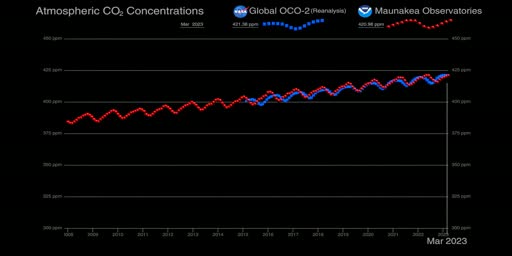 Atmospheric CO₂ Concentrations
Mar 2023
NASA Global OCO-2 (Reanalysis)
421.36 ppm
Maunakea Observatories
420.98 ppm
450 ppm 450 ppm
425 ppm 425 ppm
400 ppm 400 ppm
375 ppm 375 ppm
350 ppm 350 ppm
325 ppm 325 ppm
300 ppm 300 ppm
2009 2010 2011 2012 2013 2014 2015 2016 2017 2018 2019 2020 2021 2022 2023
Mar 2023